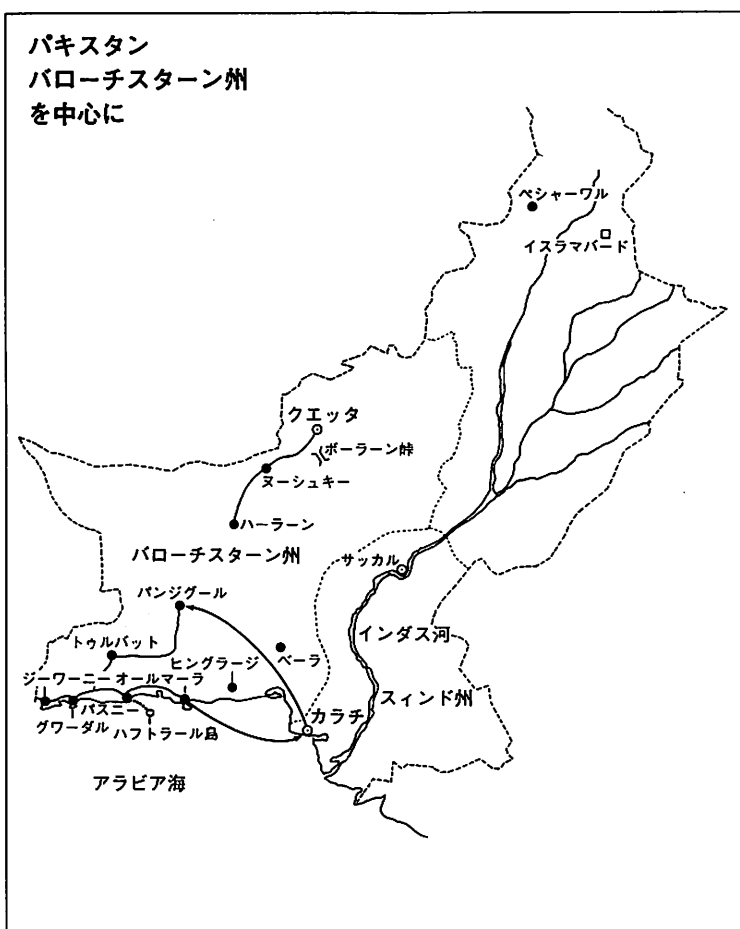 パキスタン
バローチスターン州
を中心に
ペシャーワル
イスラマバード
クエッタ
ボーラーン峠
ヌーシュキー
ハーラーン
バローチスターン州
サッカル
パンジグール
インダス河
トゥルバット
ベーラ
ヒングラージ
ジーワーニー オールマーラ
スィンド州
パスニー
カラチ
グワーダル
ハフトラール島
アラビア海